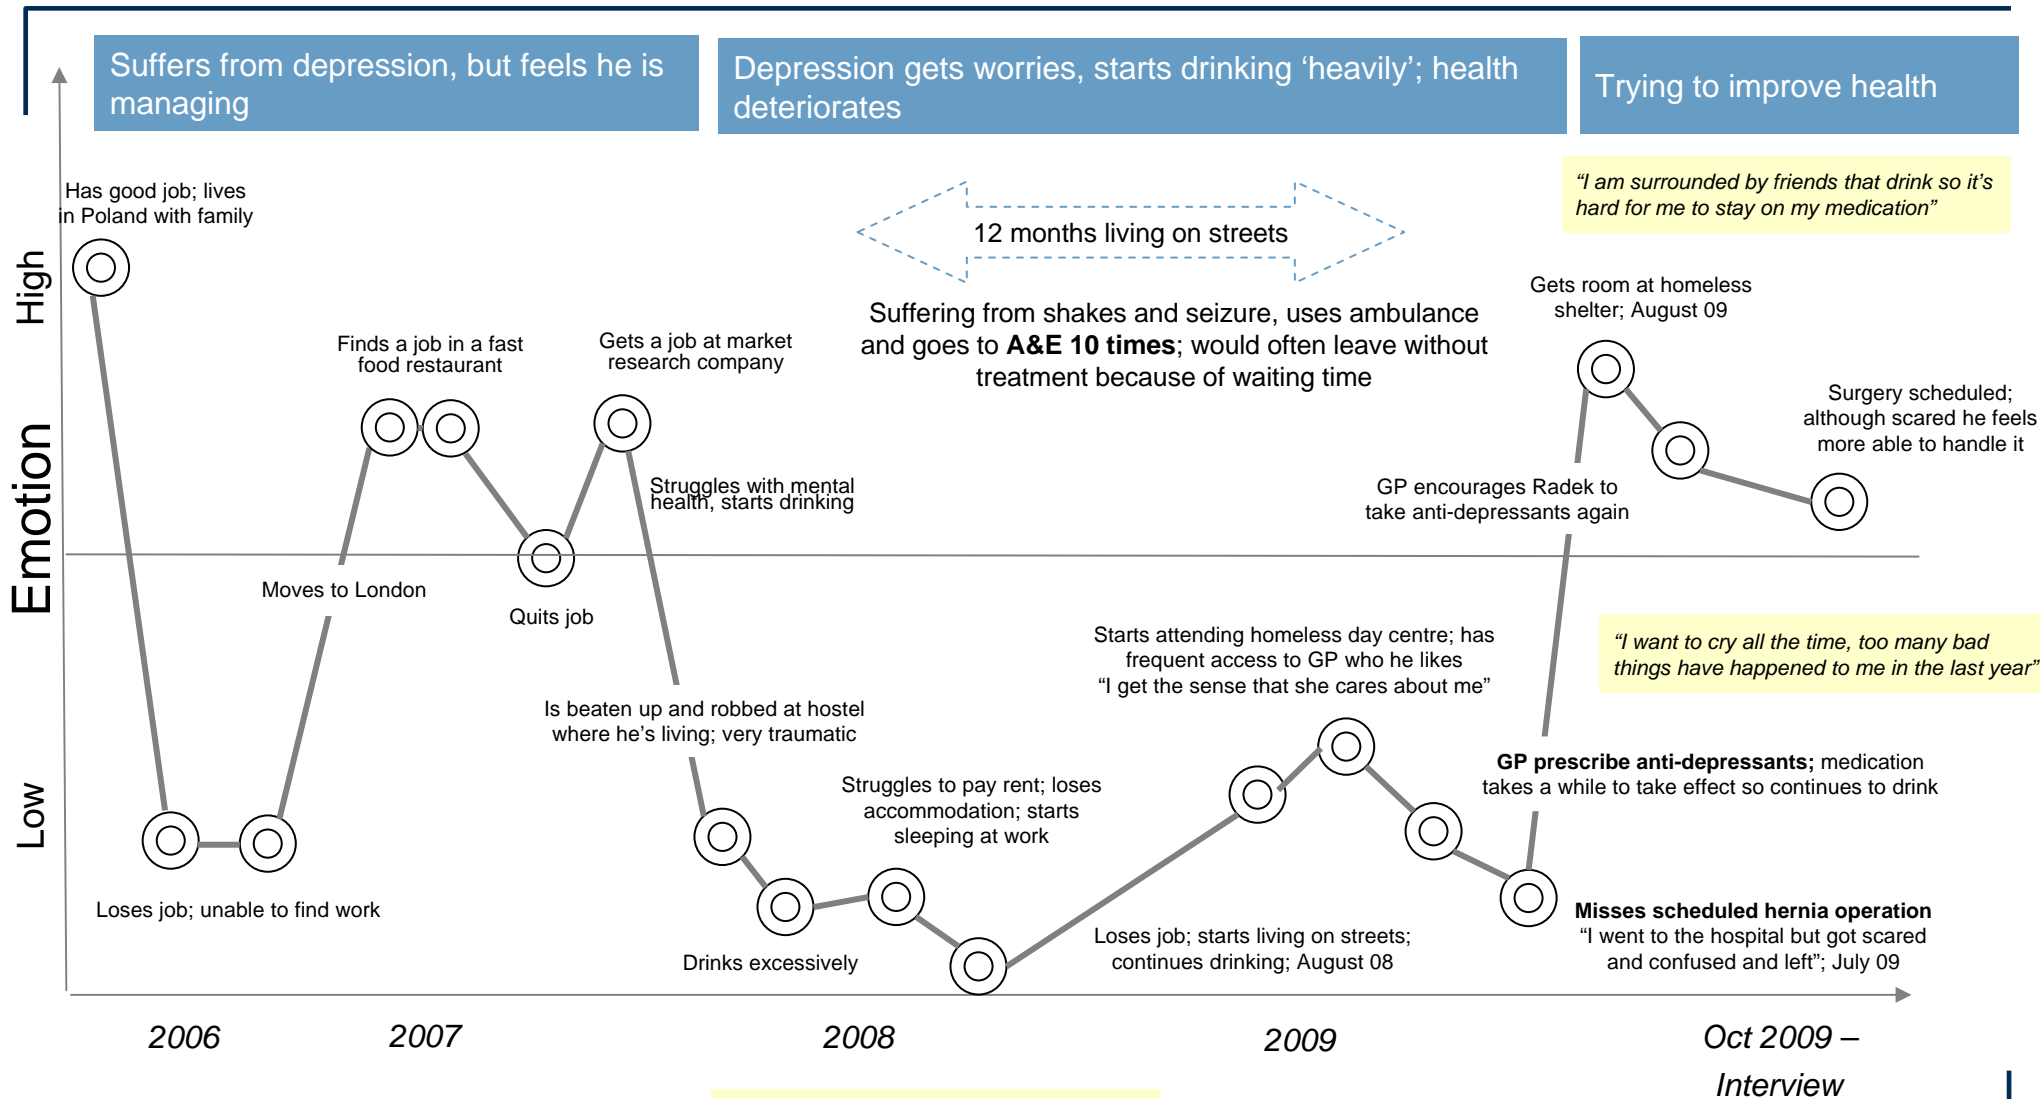 Suffers from depression, but feels he is
managing
Depression gets worries, starts drinking ‘heavily’; health
deteriorates
Trying to improve health
Has good job; lives
in Poland with family
12 months living on streets
“I am surrounded by friends that drink so it’s
hard for me to stay on my medication”
High
Emotion
Low
Finds a job in a fast
food restaurant
Gets a job at market
research company
Suffering from shakes and seizure, uses ambulance
and goes to A&E 10 times; would often leave without
treatment because of waiting time
Gets room at homeless
shelter; August 09
Surgery scheduled;
although scared he feels
more able to handle it
Struggles with mental
health, starts drinking
GP encourages Radek to
take anti-depressants again
Moves to London
Quits job
Starts attending homeless day centre; has
frequent access to GP who he likes
“I get the sense that she cares about me”
“I want to cry all the time, too many bad
things have happened to me in the last year”
Is beaten up and robbed at hostel
where he’s living; very traumatic
Struggles to pay rent; loses
accommodation; starts
sleeping at work
GP prescribe anti-depressants; medication
takes a while to take effect so continues to drink
Loses job; unable to find work
Drinks excessively
Loses job; starts living on streets;
continues drinking; August 08
Misses scheduled hernia operation
“I went to the hospital but got scared
and confused and left”; July 09
2006
2007
2008
2009
Oct 2009 –
Interview